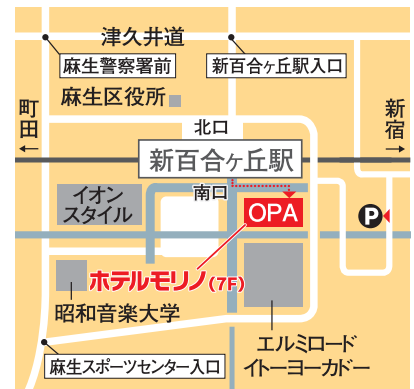 津久井道
麻生警察署前
新百合ヶ丘駅入口
麻生区役所
町田
←
新宿
→
北口
新百合ヶ丘駅
南口
イオン
スタイル
OPA
P
ホテルモリノ(7F)
昭和音楽大学
エルミロード
イトーヨーカドー
麻生スポーツセンター入口